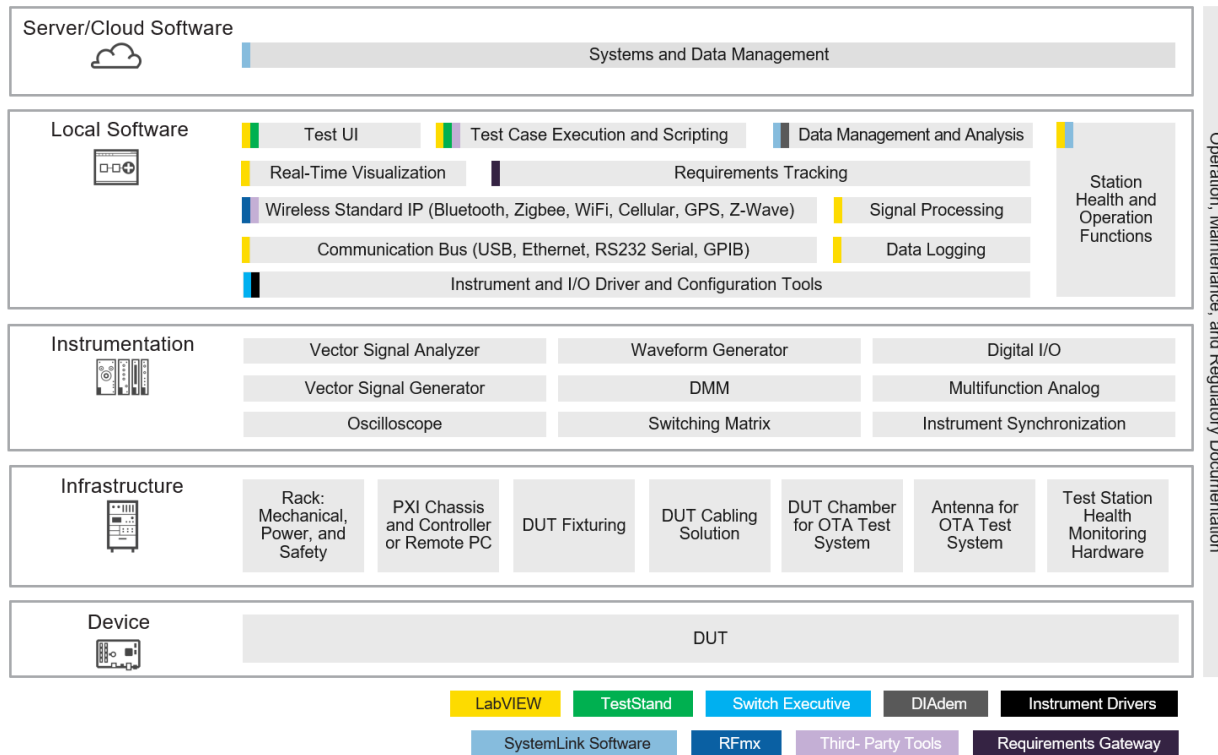 Server/Cloud Software
Systems and Data Management
Local Software
Test UI
Test Case Execution and Scripting
Data Management and Analysis
Real-Time Visualization
Requirements Tracking
Station
Health and
Operation
Functions
Wireless Standard IP (Bluetooth, Zigbee, WiFi, Cellular, GPS, Z-Wave)
Signal Processing
Communication Bus (USB, Ethernet, RS232 Serial, GPIB)
Data Logging
Instrument and I/O Driver and Configuration Tools
Instrumentation
Vector Signal Analyzer
Waveform Generator
Digital I/O
Vector Signal Generator
DMM
Multifunction Analog
Oscilloscope
Switching Matrix
Instrument Synchronization
Infrastructure
Rack:
Mechanical,
Power, and
Safety
PXI Chassis
and Controller
or Remote PC
DUT Fixturing
DUT Cabling
Solution
DUT Chamber
for OTA Test
System
Antenna for
OTA Test
System
Test Station
Health
Monitoring
Hardware
Device
DUT
Operation, Maintenance, and Regulatory Documentation
LabVIEW
TestStand
Switch Executive
DIAdem
Instrument Drivers
SystemLink Software
RFmx
Third- Party Tools
Requirements Gateway